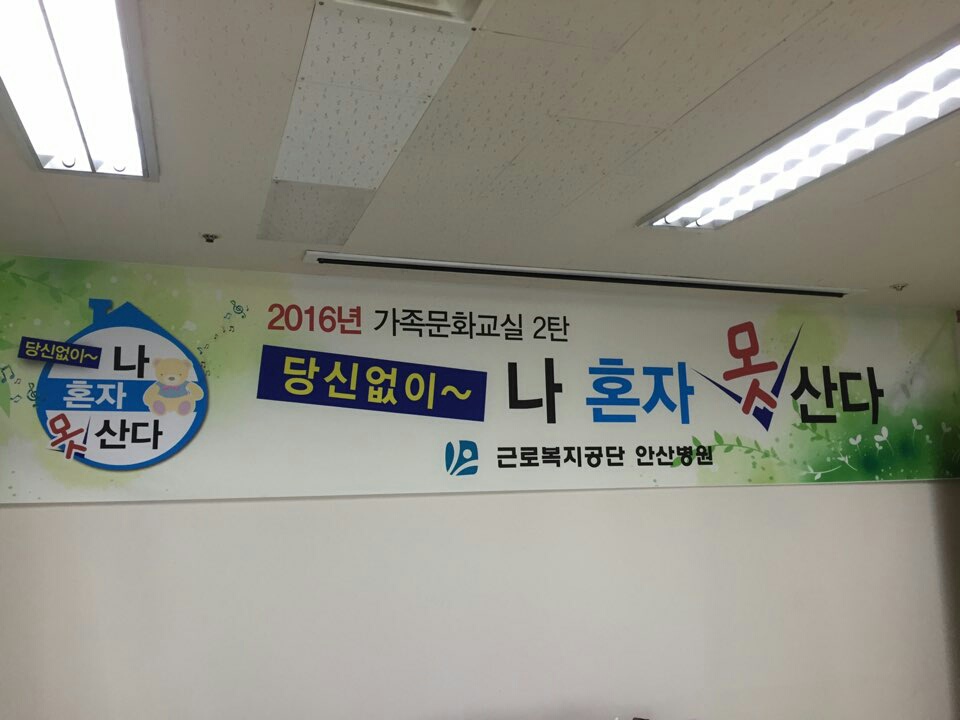 당신없이~
나
혼자
못 산다
2016년 가족문화교실 2탄
당신없이~ 나 혼자 못 산다
근로복지공단 안산병원